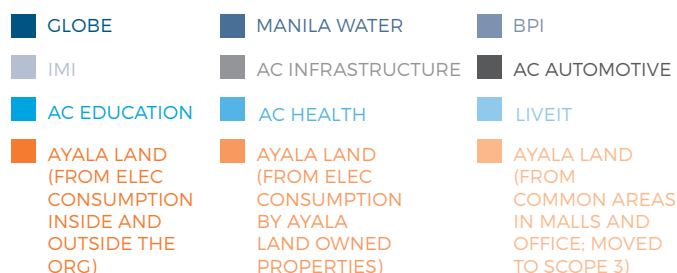 GLOBE
MANILA WATER
BPI
IMI
AC INFRASTRUCTURE
AC AUTOMOTIVE
AC EDUCATION
AC HEALTH
LIVEIT
AYALA LAND
(FROM ELEC
CONSUMPTION
INSIDE AND
OUTSIDE THE
ORG)
AYALA LAND
(FROM ELEC
CONSUMPTION
BY AYALA
LAND OWNED
PROPERTIES)
AYALA LAND
(FROM
COMMON AREAS
IN MALLS AND
OFFICE; MOVED
TO SCOPE 3)